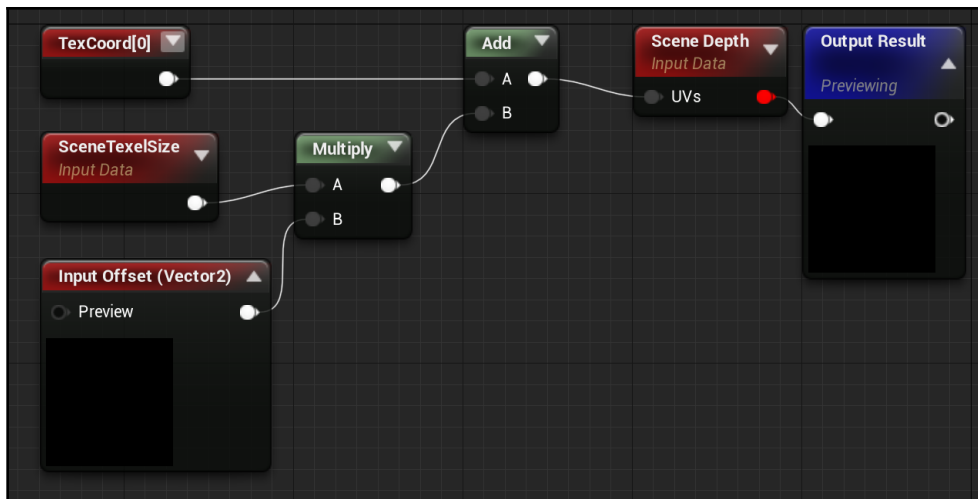 TexCoord[0]
SceneTexelSize
Input Data
Input Offset (Vector2)
Preview
Multiply
A
B
Add
A
B
Scene Depth
Input Data
UVs
Output Result
Previewing